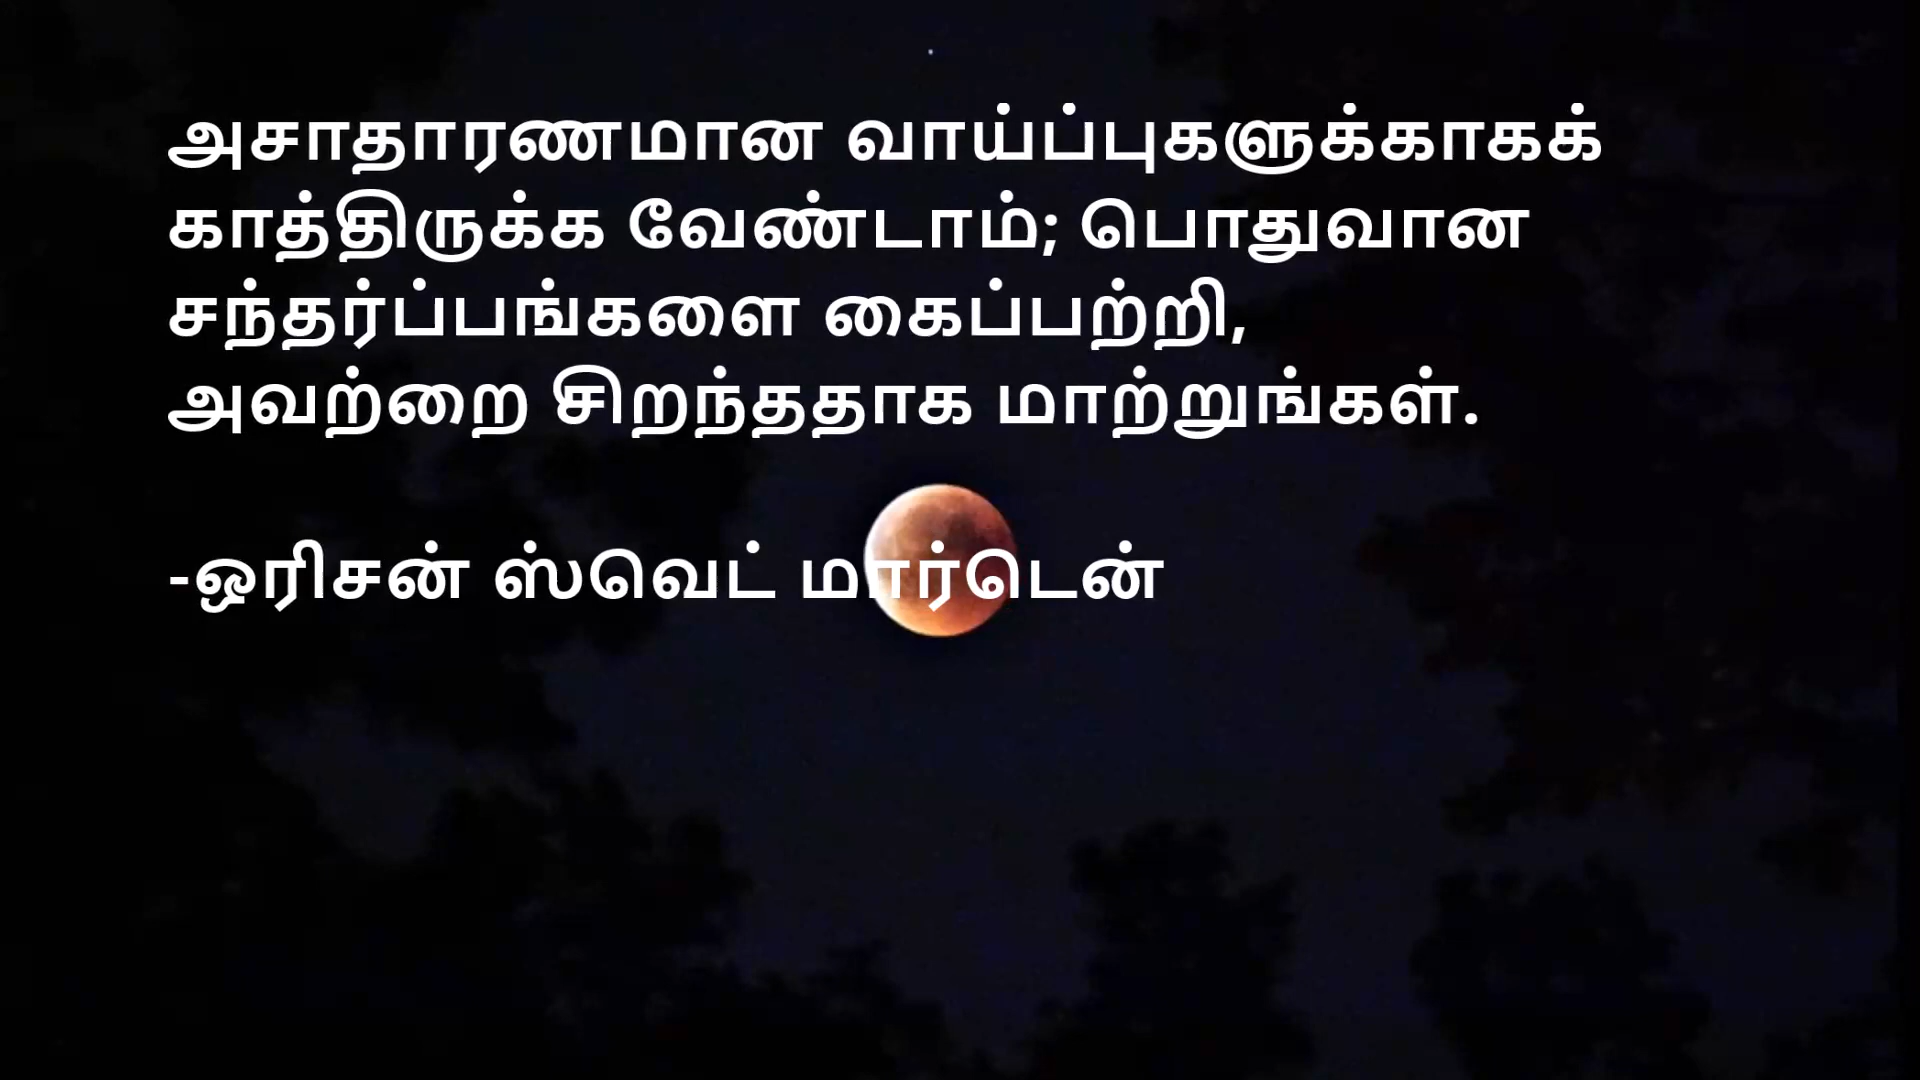 அசாதாரணமான வாய்ப்புகளுக்காகக்
காத்திருக்க வேண்டாம்; பொதுவான
சந்தர்ப்பங்களை கைப்பற்றி,
அவற்றை சிறந்ததாக மாற்றுங்கள்.
-ஒரிசன் ஸ்வெட் மார்டென்